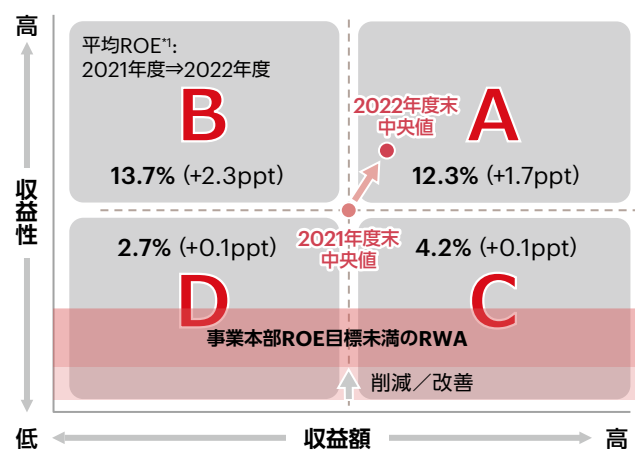 高
平均ROE*1:
2021年度⇒2022年度
B
13.7% (+2.3ppt)
2022年度末
中央値
A
12.3% (+1.7ppt)
収益性
2.7% (+0.1ppt)
D
2021年度末
中央値
4.2% (+0.1ppt)
C
事業本部ROE目標未満のRWA
削減／改善
低
収益額
高